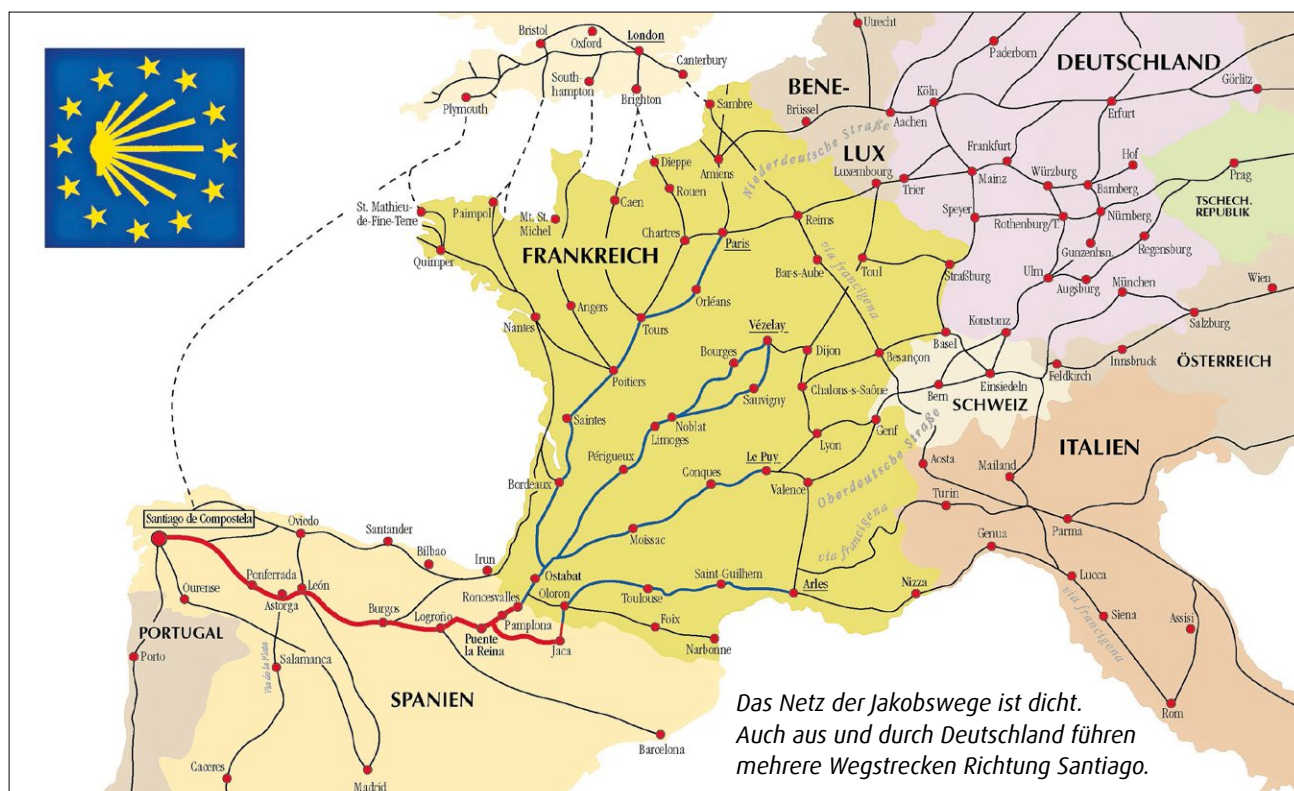 Utrecht
Bristol
Oxford
London
Paderborn
DEUTSCHLAND
Canterbury
South-
hampton
BENE-
Köln
Görlitz
Plymouth
Brighton
Sambre
Brüssel
Aachen
Erfurt
Niederdeutsche Straße
LUX
Frankfurt
Hof
Dieppe
Amiens
Luxembourg
Trier
Mainz
Würzburg
Bamberg
Prag
TSCHECH.
REPUBLIK
Rouen
St. Mathieu-
de-Fine-Terre
Paimpol
Mt. St.
Michel
Caen
Chartres
Paris
Reims
Speyer
Rothenburg/T.
Nürnberg
Quimper
FRANKREICH
via francigena
Bar-s-Aube
Toul
Straßburg
Gunzenhsn.
Regensburg
Ulm
Augsburg
München
Wien
Orléans
Angers
Tours
Nantes
Vézelay
Konstanz
Salzburg
Bourges
Dijon
Besançon
Basel
Innsbruck
ÖSTERREICH
Poitiers
Sauvigny
Chalons-s-Saône
Bern
Einsiedeln
Feldkirch
SCHWEIZ
Saintes
Noblat
Limoges
Lyon
Genf
Oberdeutsche Straße
ITALIEN
Périgueux
Conques
Le Puy
Aosta
Mailand
Bordeaux
Valence
Turin
Santiago de Compostela
Oviedo
Santander
Moissac
via francigena
Genua
Parma
Bilbao
Irun
Ponferrada
León
Ostabat
Saint-Guilhem
Arles
Nizza
Lucca
Ourense
Astorga
Burgos
Logroño
Roncesvalles
Oloron
Toulouse
via francigena
Siena
Assisi
PORTUGAL
Pamplona
Puente
la Reina
Jaca
Foix
Narbonne
Porto
Via de la Plata
Salamanca
SPANIEN
Rom
Barcelona
Caceres
Madrid
Das Netz der Jakobswege ist dicht.
Auch aus und durch Deutschland führen
mehrere Wegstrecken Richtung Santiago.